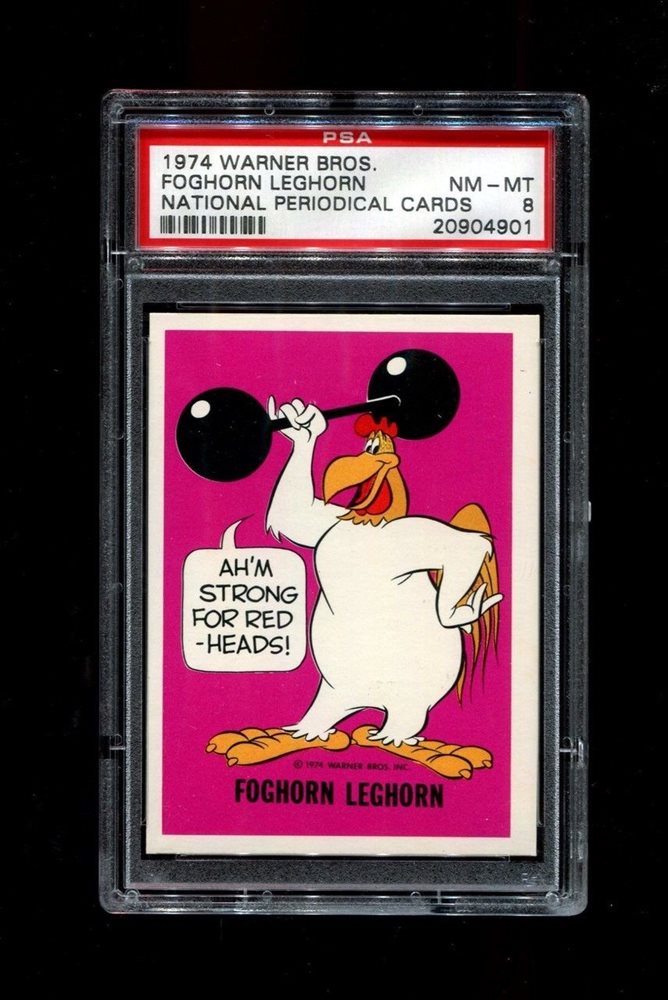 PSA
1974 WARNER BROS.
FOGHORN LEGHORN NM - MT
NATIONAL PERIODICAL CARDS 8
20904901
AH'M
STRONG
FOR RED
-HEADS!
© 1974 WARNER BROS. INC.
FOGHORN LEGHORN